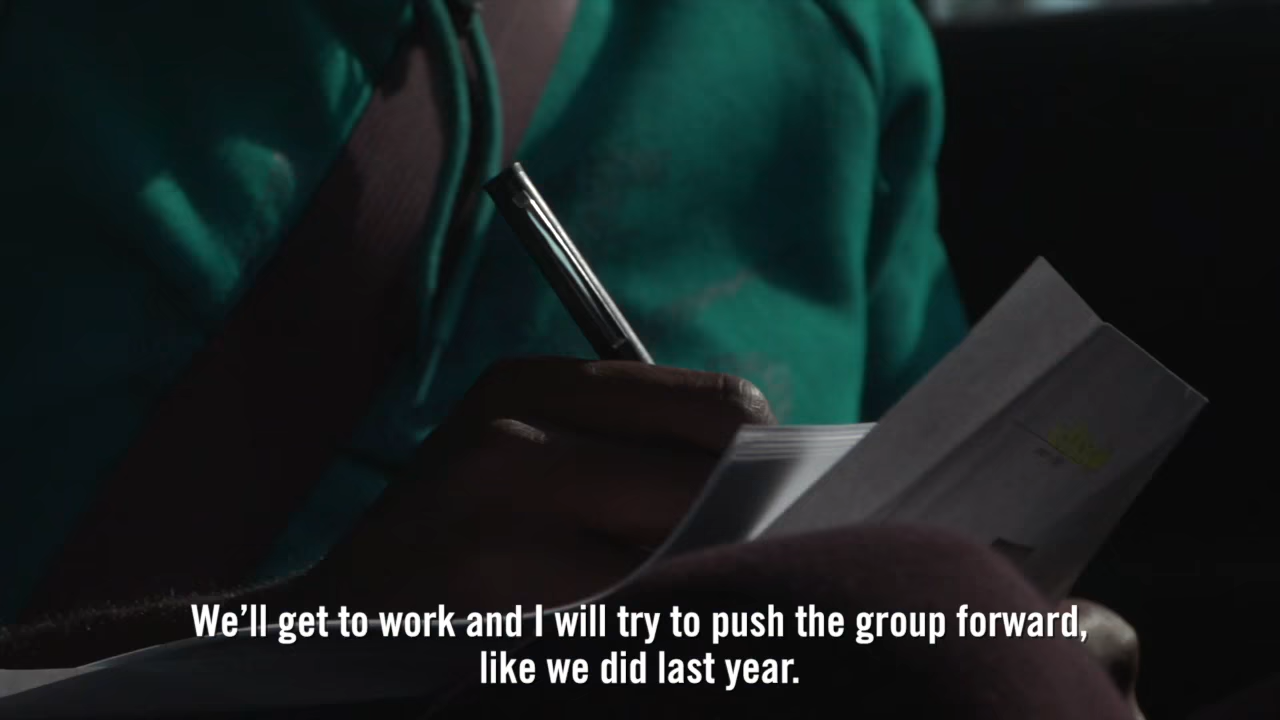 We’ll get to work and I will try to push the group forward,
like we did last year.